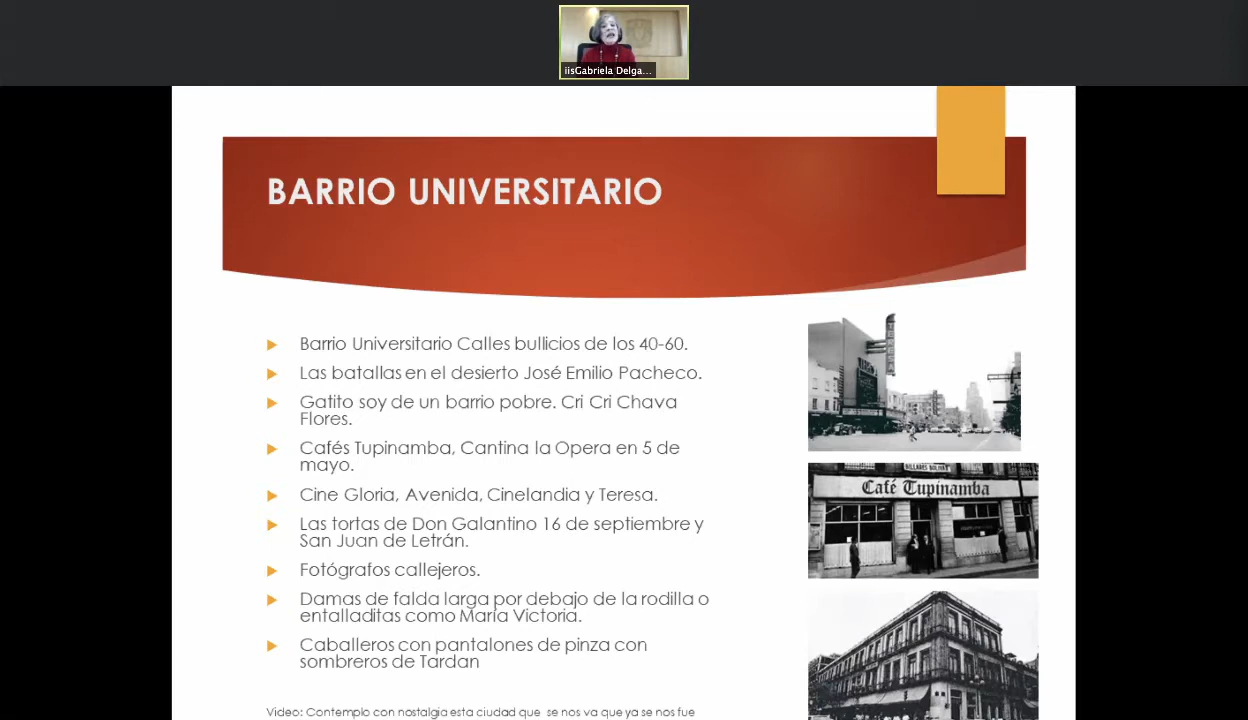 iisGabriela Delga...
BARRIO UNIVERSITARIO
Barrio Universitario Calles bullicios de los 40-60.
Las batallas en el desierto José Emilio Pacheco.
Gatito soy de un barrio pobre. Cri Cri Chava
Flores.
Cafés Tupinamba, Cantina la Opera en 5 de
mayo.
Cine Gloria, Avenida, Cinelandia y Teresa.
Las tortas de Don Galantino 16 de septiembre y
San Juan de Letrán.
Fotógrafos callejeros.
Damas de falda larga por debajo de la rodilla o
entalladitas como María Victoria.
Caballeros con pantalones de pinza con
sombreros de Tardan
Video: Contemplo con nostalgia esta ciudad que se nos va que ya se nos fue
TERESA
BILLARES BOLIVAR
Café Tupinamba